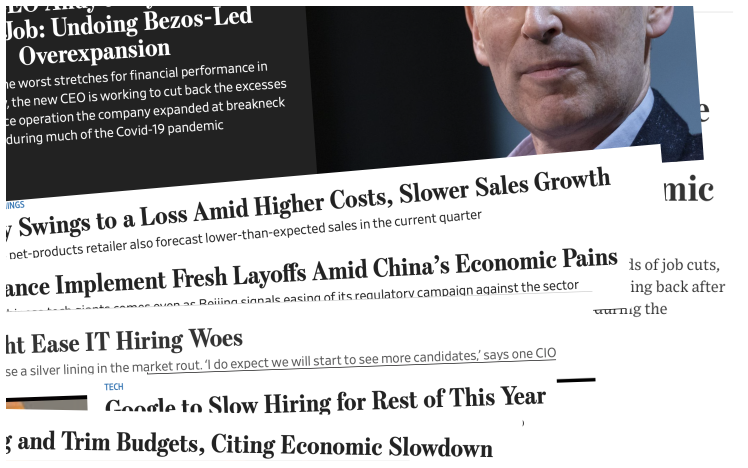 Job: Undoing Bezos-Led
Overexpansion
worst stretches for financial performance in
the new CEO is working to cut back the excesses
operation the company expanded at breakneck
during much of the Covid-19 pandemic
Swings to a Loss Amid Higher Costs, Slower Sales Growth
pet-products retailer also forecast lower-than-expected sales in the current quarter
mic
ance Implement Fresh Layoffs Amid China's Economic Pains
ds of job cuts,
tech giants comes even as Beijing signals easing of its regulatory campaign against the sector
ing back after
during the
ht Ease IT Hiring Woes
se a silver lining in the market rout. 'I do expect we will start to see more candidates,' says one CIO
TECH
Google to Slow Hiring for Rest of This Year
g and Trim Budgets, Citing Economic Slowdown